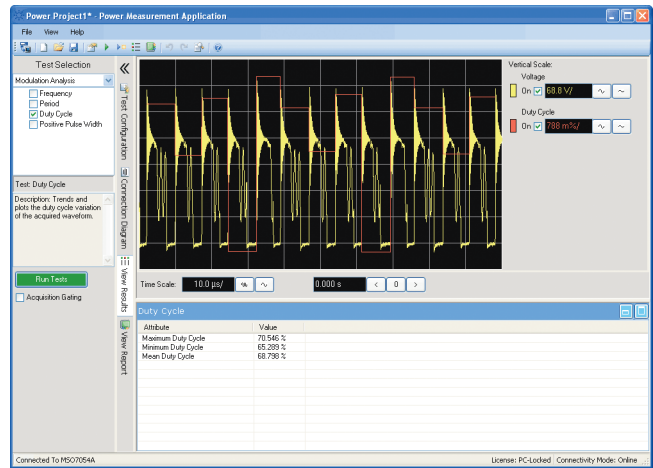 Power Project1* - Power Measurement Application
File View Help
Test Selection
Modulation Analysis
Frequency
Period
Duty Cycle
Positive Pulse Width
Test: Duty Cycle
Description: Trends and
plots the duty cycle variation
of the acquired waveform.
Run Tests
Acquisition Gating
Test Configuration
Connection Diagram
View Results
View Report
Vertical Scale:
Voltage
On 68.8 V/
Duty Cycle
On 788 m%/
Time Scale: 10.0 µs/ 0.000 s < 0 >
Duty Cycle
Attribute Value
Maximum Duty Cycle 70.546 %
Minimum Duty Cycle 65.289 %
Mean Duty Cycle 68.798 %
Connected To MSO7054A License: PC-Locked Connectivity Mode: Online